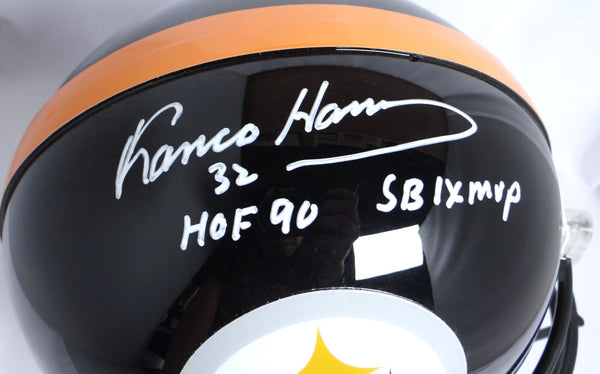 Franco Harris
32
HOF 90
SB IX MVP